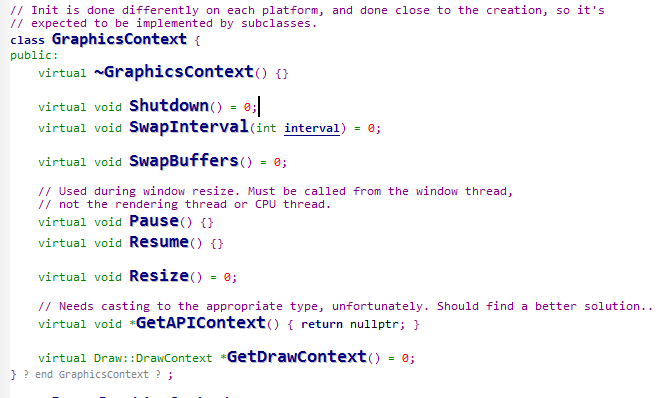 // Init is done differently on each platform, and done close to the creation, so it's
// expected to be implemented by subclasses.
class GraphicsContext {
public:
virtual ~GraphicsContext() {}
virtual void Shutdown() = 0;
virtual void SwapInterval(int interval) = 0;
virtual void SwapBuffers() = 0;
// Used during window resize. Must be called from the window thread,
// not the rendering thread or CPU thread.
virtual void Pause() {}
virtual void Resume() {}
virtual void Resize() = 0;
// Needs casting to the appropriate type, unfortunately. Should find a better solution..
virtual void *GetAPIContext() { return nullptr; }
virtual Draw::DrawContext *GetDrawContext() = 0;
} ? end GraphicsContext ? ;